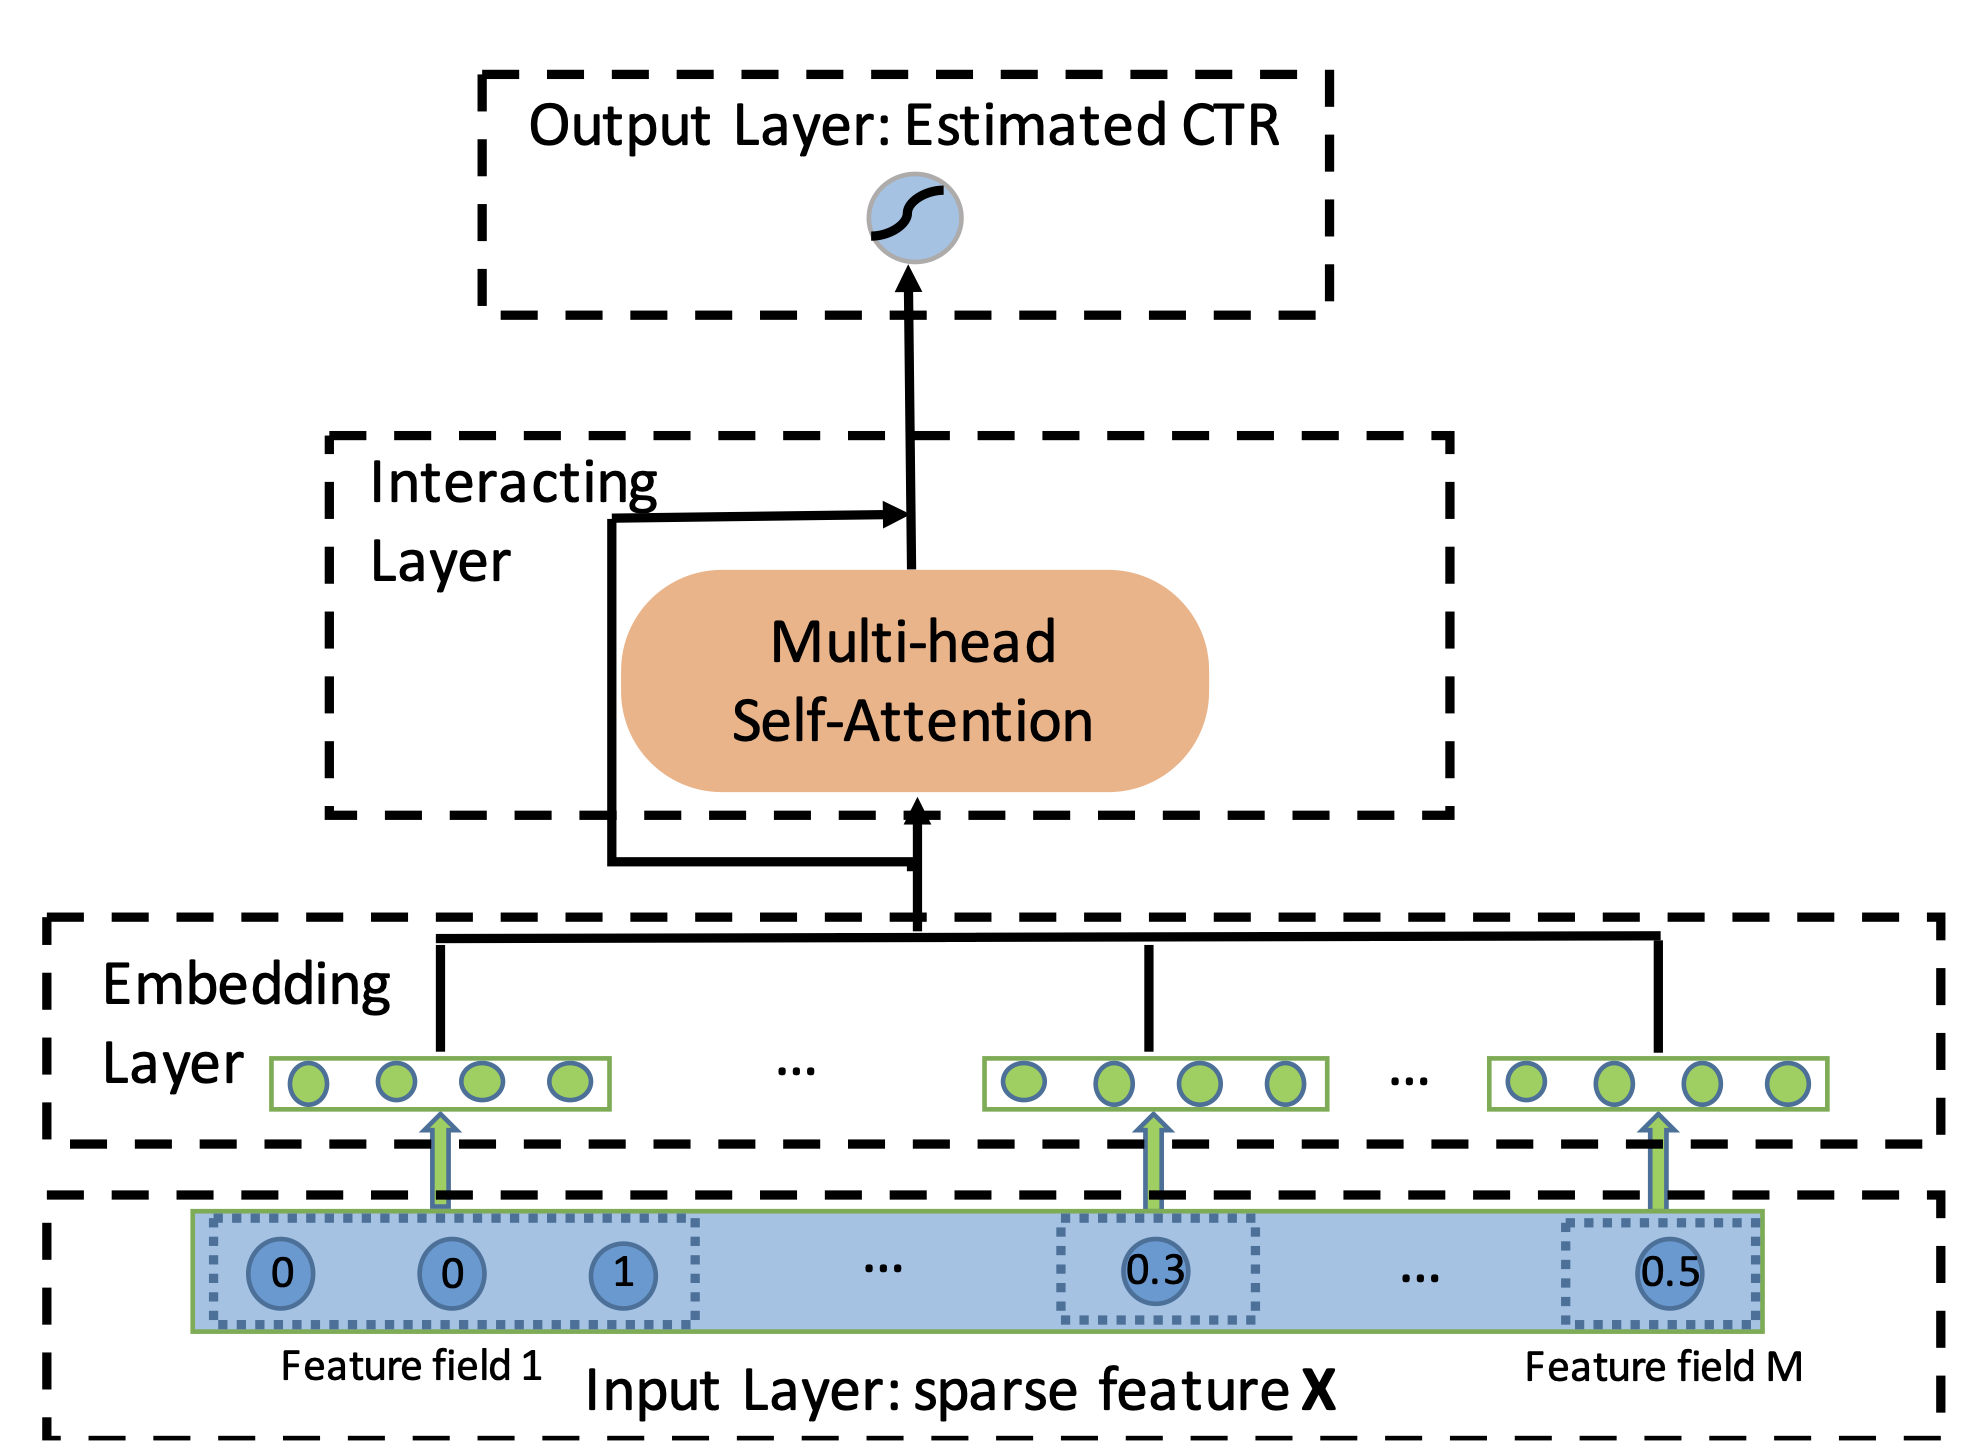 Output Layer: Estimated CTR
Interacting
Layer
Multi-head
Self-Attention
Embedding
Layer
...
...
0 0 1 ... 0.3 ... 0.5
Feature field 1
Feature field M
Input Layer: sparse feature X